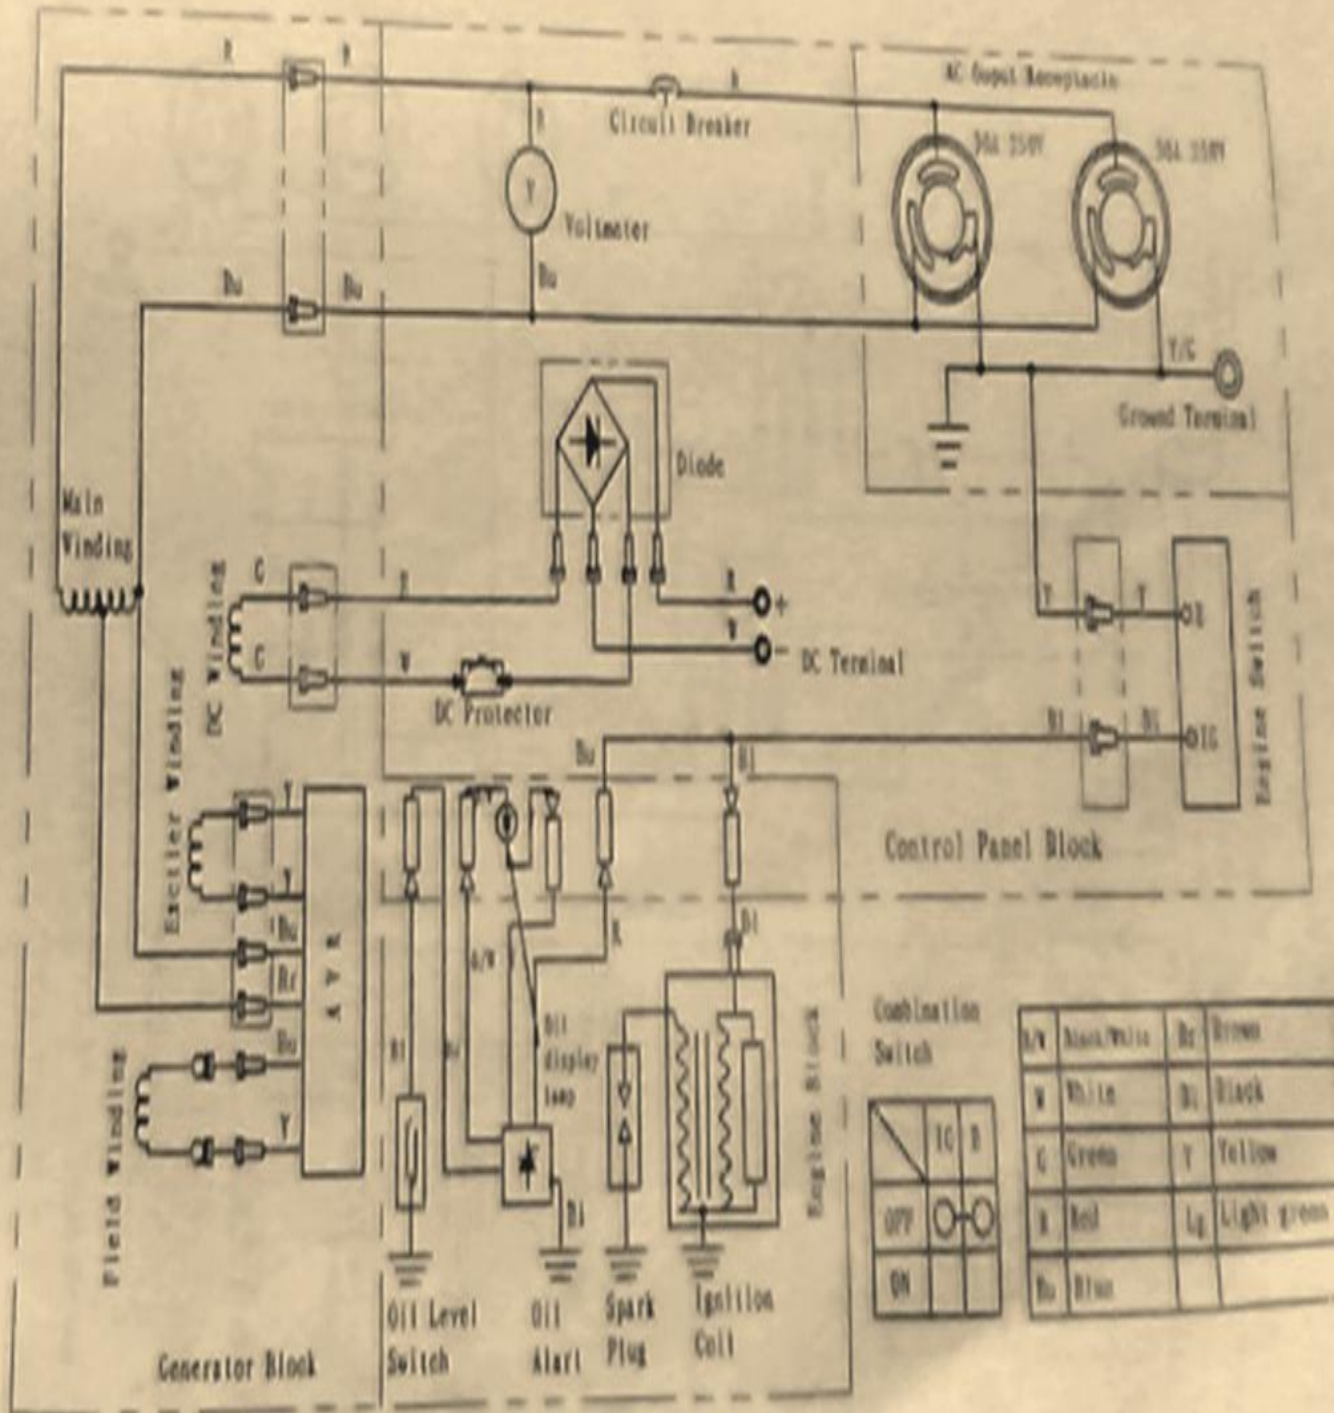 AC Ouput Receptacle
R
R
R
Circuit Breaker
R
V
Voltmeter
30A 250V
30A 250V
Bu
Bu
Bu
Y/G
Ground Terminal
Diode
Main
Winding
G
G
DC Winding
W
DC Protector
R
+
W
-
DC Terminal
Y
Y
E
Engine Switch
Bl
Bl
IG
Control Panel Block
Bu
Bl
Exciter Winding
Y
Y
Bu
Br
AVR
Bu
Y
Field Winding
Generator Block
R
Bl
Bl
Oil
display
lamp
Bl
Engine Block
Oil Level
Switch
Oil
Alart
Spark
Plug
Ignition
Coil
Combination
Switch
IG E
OFF
ON
B/W Black/White Br Brown
W White Bl Black
G Green Y Yellow
R Red Lg Light green
Bu Blue